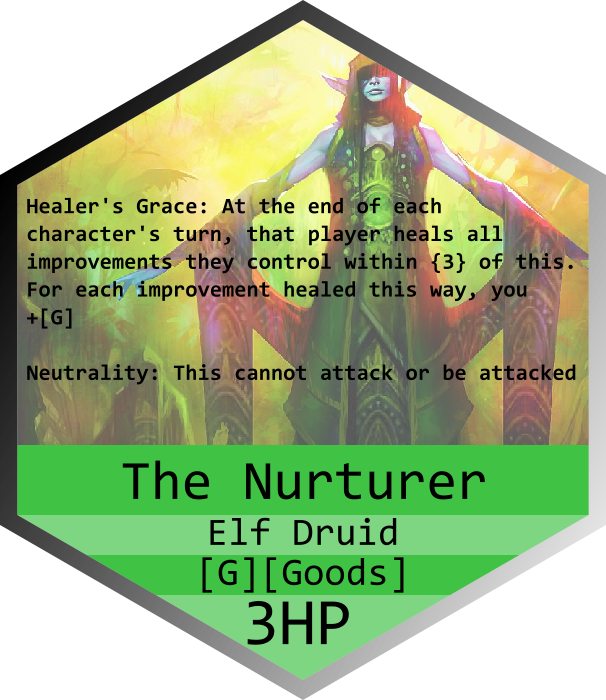 Healer's Grace: At the end of each
character's turn, that player heals all
improvements they control within {3} of this.
For each improvement healed this way, you
+[G]
Neutrality: This cannot attack or be attacked
The Nurturer
Elf Druid
[G][Goods]
3HP